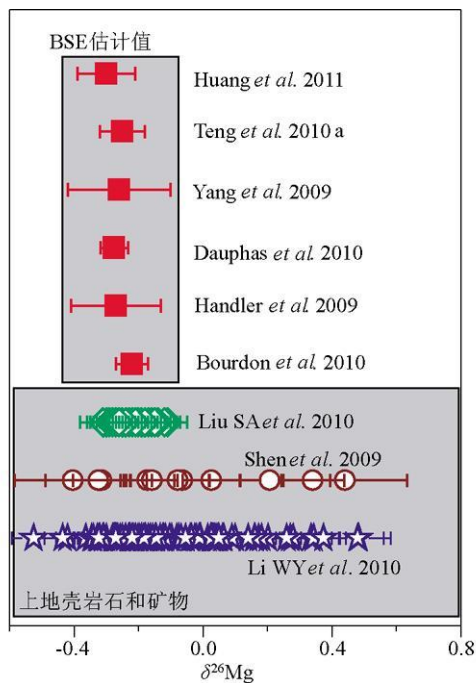 BSE估计值
Huang et al. 2011
Teng et al. 2010 a
Yang et al. 2009
Dauphas et al. 2010
Handler et al. 2009
Bourdon et al. 2010
Liu SA et al. 2010
Shen et al. 2009
Li WY et al. 2010
上地壳岩石和矿物
-0.4 0.0 0.4 0.8
δ²⁶Mg